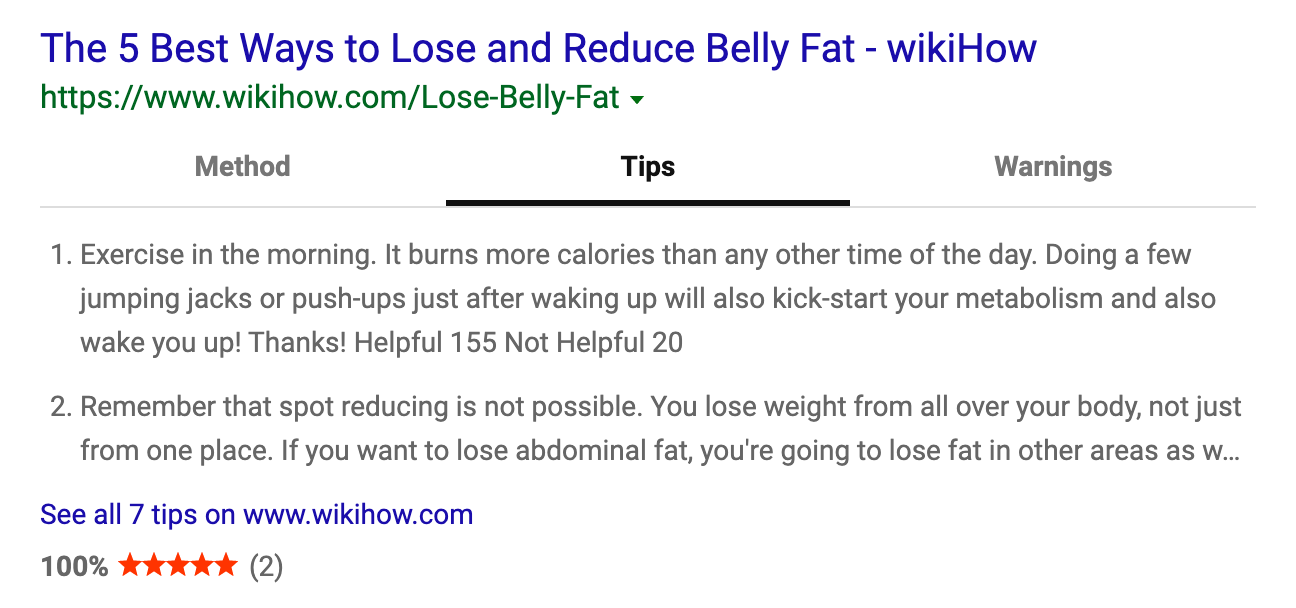 The 5 Best Ways to Lose and Reduce Belly Fat - wikiHow
https://www.wikihow.com/Lose-Belly-Fat
Method Tips Warnings
1. Exercise in the morning. It burns more calories than any other time of the day. Doing a few
jumping jacks or push-ups just after waking up will also kick-start your metabolism and also
wake you up! Thanks! Helpful 155 Not Helpful 20
2. Remember that spot reducing is not possible. You lose weight from all over your body, not just
from one place. If you want to lose abdominal fat, you're going to lose fat in other areas as w...
See all 7 tips on www.wikihow.com
100% ★★★★★ (2)